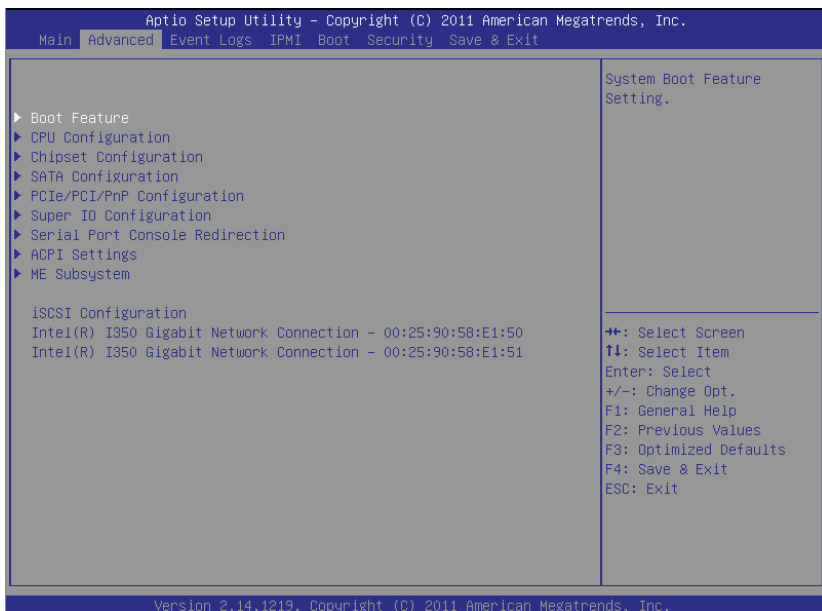 Aptio Setup Utility – Copyright (C) 2011 American Megatrends, Inc.
Main Advanced Event Logs IPMI Boot Security Save & Exit
Boot Feature
CPU Configuration
Chipset Configuration
SATA Configuration
PCIe/PCI/PnP Configuration
Super IO Configuration
Serial Port Console Redirection
ACPI Settings
ME Subsystem
iSCSI Configuration
Intel(R) I350 Gigabit Network Connection – 00:25:90:58:E1:50
Intel(R) I350 Gigabit Network Connection – 00:25:90:58:E1:51
System Boot Feature
Setting.
→←: Select Screen
↑↓: Select Item
Enter: Select
+/-: Change Opt.
F1: General Help
F2: Previous Values
F3: Optimized Defaults
F4: Save & Exit
ESC: Exit
Version 2.14.1219. Copyright (C) 2011 American Megatrends, Inc.